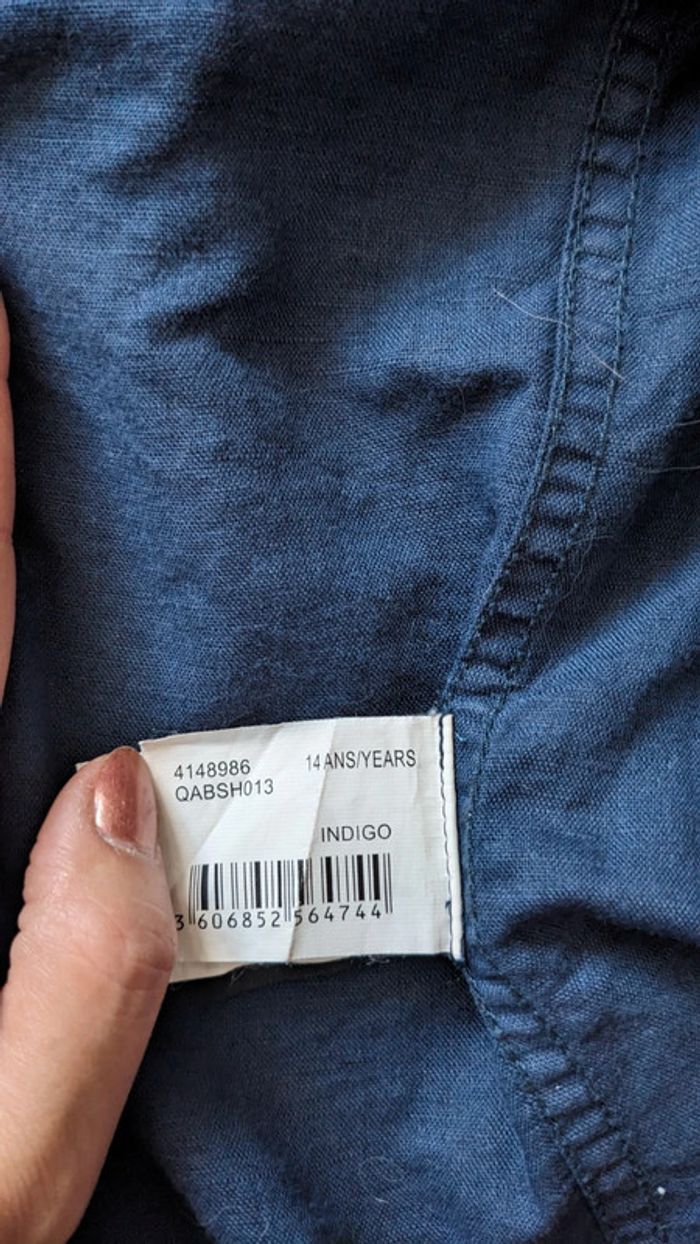 4148986 14 ANS/YEARS
QABSH013
INDIGO
3 606852 564744